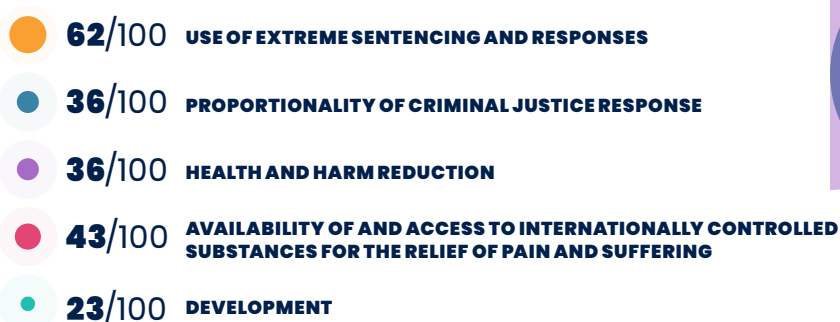 62/100 USE OF EXTREME SENTENCING AND RESPONSES
36/100 PROPORTIONALITY OF CRIMINAL JUSTICE RESPONSE
36/100 HEALTH AND HARM REDUCTION
43/100 AVAILABILITY OF AND ACCESS TO INTERNATIONALLY CONTROLLED
SUBSTANCES FOR THE RELIEF OF PAIN AND SUFFERING
23/100 DEVELOPMENT